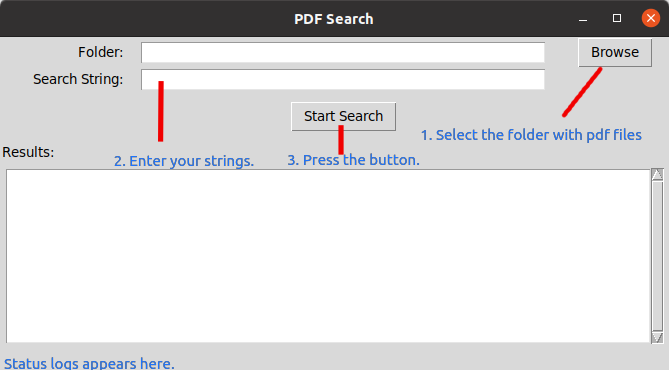 PDF Search
Folder:
Browse
Search String:
Start Search
1. Select the folder with pdf files
Results:
2. Enter your strings.
3. Press the button.
Status logs appears here.